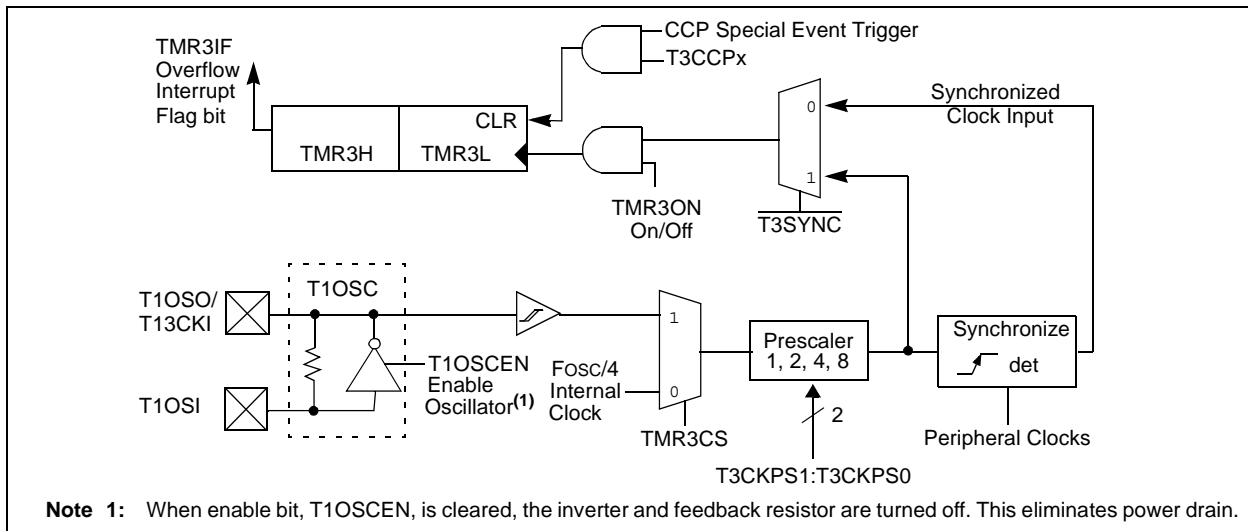 TMR3IF
Overflow
Interrupt
Flag bit
CCP Special Event Trigger
T3CCPx
CLR
TMR3H
TMR3L
TMR3ON
On/Off
0
1
T3SYNC
Synchronized
Clock Input
T1OSO/
T13CKI
T1OSI
T1OSC
T1OSCEN
Enable
Oscillator(1)
FOSC/4
Internal
Clock
1
0
TMR3CS
Prescaler
1, 2, 4, 8
2
T3CKPS1:T3CKPS0
Synchronize
det
Peripheral Clocks
Note 1: When enable bit, T1OSCEN, is cleared, the inverter and feedback resistor are turned off. This eliminates power drain.